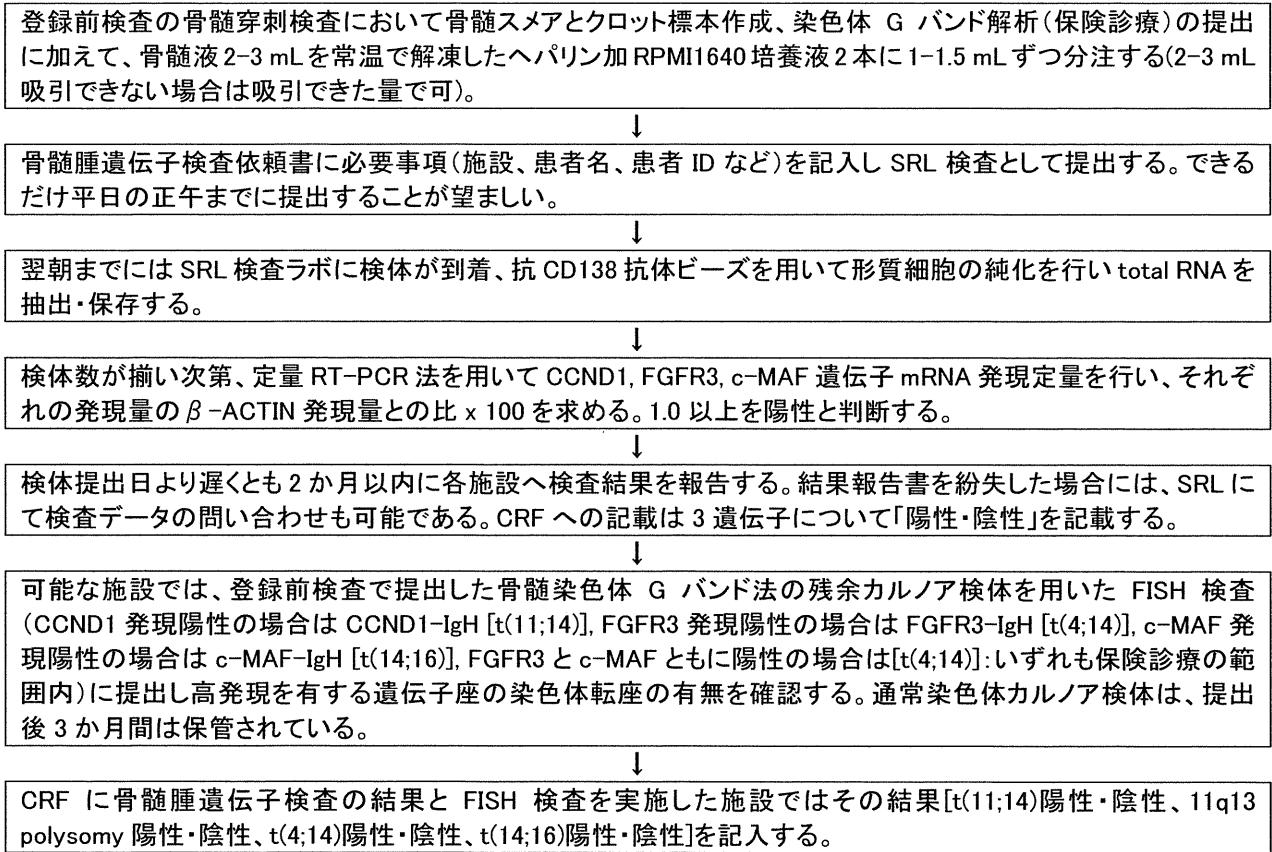 登録前検査の骨髄穿刺検査において骨髄スメアとクロット標本作成、染色体 G バンド解析(保険診療)の提出
に加えて、骨髄液 2-3 mL を常温で解凍したヘパリン加 RPMI1640 培養液 2 本に 1-1.5 mL ずつ分注する(2-3 mL
吸引できない場合は吸引できた量で可)。
↓
骨髄腫遺伝子検査依頼書に必要事項(施設、患者名、患者 ID など)を記入し SRL 検査として提出する。できる
だけ平日の正午までに提出することが望ましい。
↓
翌朝までには SRL 検査ラボに検体が到着、抗 CD138 抗体ビーズを用いて形質細胞の純化を行い total RNA を
抽出・保存する。
↓
検体数が揃い次第、定量 RT-PCR 法を用いて CCND1, FGFR3, c-MAF 遺伝子 mRNA 発現定量を行い、それぞ
れの発現量のβ-ACTIN 発現量との比 x 100 を求める。1.0 以上を陽性と判断する。
↓
検体提出日より遅くとも 2 か月以内に各施設へ検査結果を報告する。結果報告書を紛失した場合には、SRL に
て検査データの問い合わせも可能である。CRF への記載は 3 遺伝子について「陽性・陰性」を記載する。
↓
可能な施設では、登録前検査で提出した骨髄染色体 G バンド法の残余カルノア検体を用いた FISH 検査
(CCND1 発現陽性の場合は CCND1-IgH [t(11;14)], FGFR3 発現陽性の場合は FGFR3-IgH [t(4;14)], c-MAF 発
現陽性の場合は c-MAF-IgH [t(14;16)], FGFR3 と c-MAF ともに陽性の場合は[t(4;14)]:いずれも保険診療の範
囲内)に提出し高発現を有する遺伝子座の染色体転座の有無を確認する。通常染色体カルノア検体は、提出
後 3 か月間は保管されている。
↓
CRF に骨髄腫遺伝子検査の結果と FISH 検査を実施した施設ではその結果[t(11;14)陽性・陰性、11q13
polysomy 陽性・陰性、t(4;14)陽性・陰性、t(14;16)陽性・陰性]を記入する。